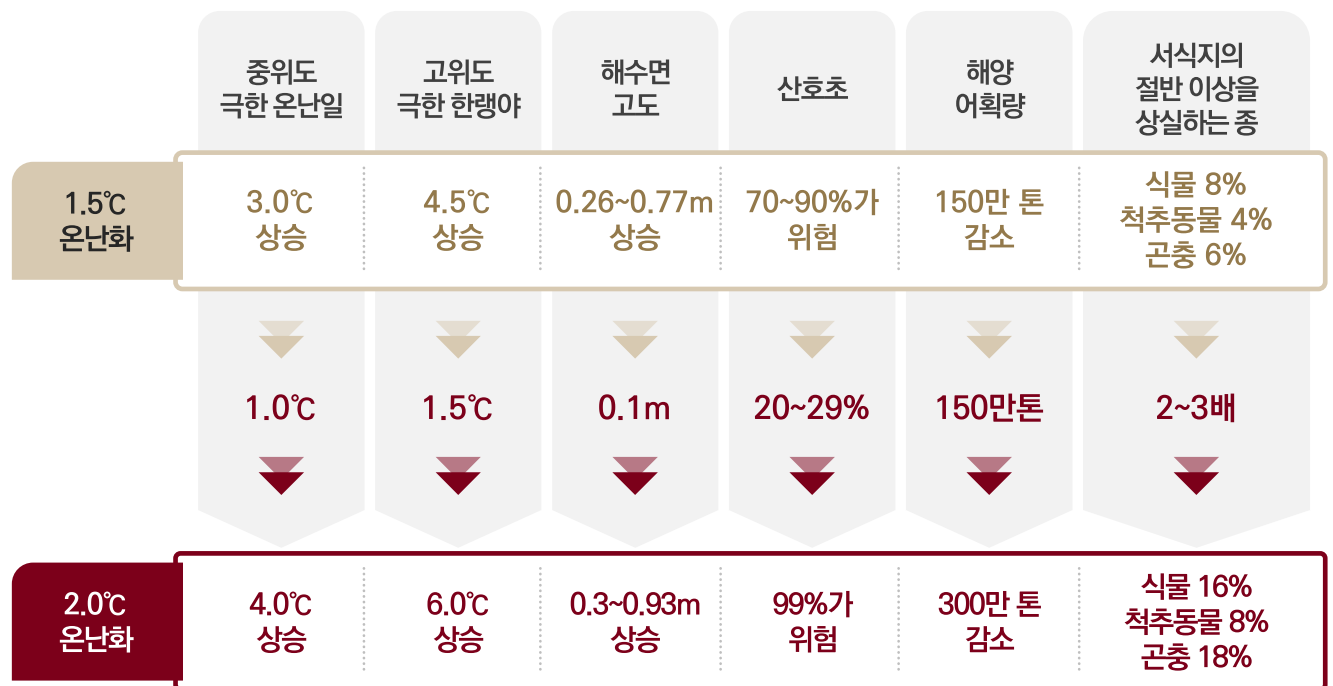 중위도
극한 온난일
고위도
극한 한랭야
해수면
고도
산호초
해양
어획량
서식지의
절반 이상을
상실하는 종
1.5℃
온난화
3.0℃
상승
4.5℃
상승
0.26~0.77m
상승
70~90%가
위험
150만 톤
감소
식물 8%
척추동물 4%
곤충 6%
1.0℃
1.5℃
0.1m
20~29%
150만톤
2~3배
2.0℃
온난화
4.0℃
상승
6.0℃
상승
0.3~0.93m
상승
99%가
위험
300만 톤
감소
식물 16%
척추동물 8%
곤충 18%